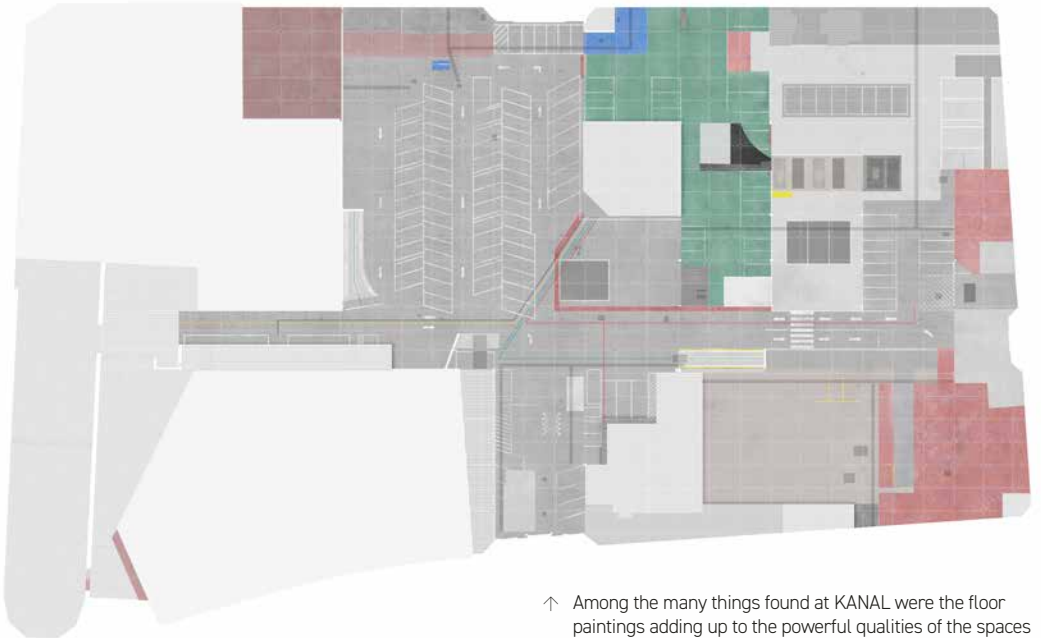 ↑ Among the many things found at KANAL were the floor
paintings adding up to the powerful qualities of the spaces